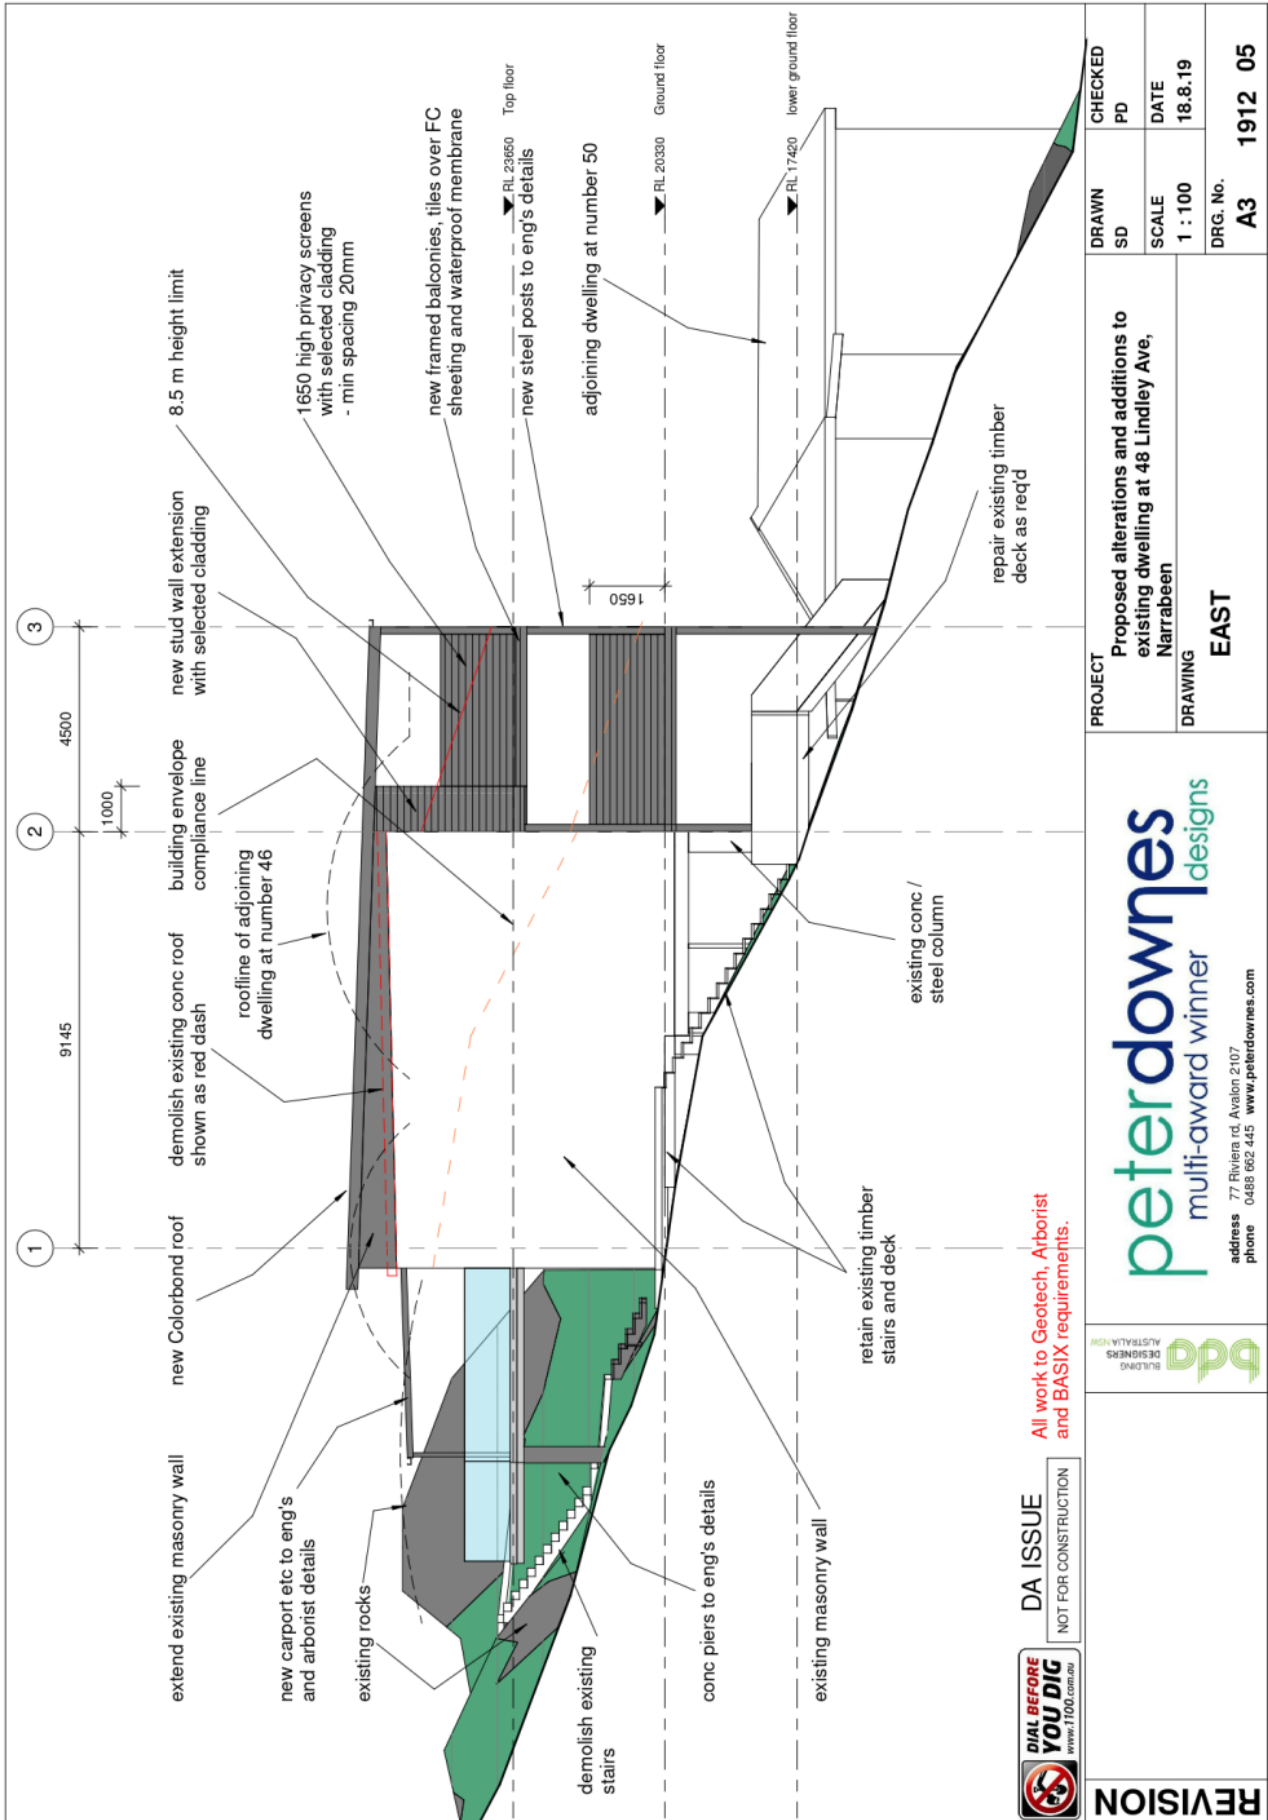 1
2
3
9145
4500
1000
extend existing masonry wall
new Colorbond roof
demolish existing conc roof
shown as red dash
building envelope
compliance line
new stud wall extension
with selected cladding
8.5 m height limit
roofline of adjoining
dwelling at number 46
new carport etc to eng's
and arborist details
1650 high privacy screens
with selected cladding
- min spacing 20mm
existing rocks
new framed balconies, tiles over FC
sheeting and waterproof membrane
RL 23650 Top floor
new steel posts to eng's details
adjoining dwelling at number 50
1650
RL 20330 Ground floor
RL 17420 lower ground floor
demolish existing
stairs
conc piers to eng's details
existing masonry wall
retain existing timber
stairs and deck
existing conc /
steel column
repair existing timber
deck as req'd
DIAL BEFORE
YOU DIG
www.1100.com.au
DA ISSUE
NOT FOR CONSTRUCTION
All work to Geotech, Arborist
and BASIX requirements.
REVISION
bda
BUILDING
DESIGNERS
AUSTRALIA NSW
peterdownes
multi-award winner designs
address 77 Riviera rd, Avalon 2107
phone 0488 662 445 www.peterdownes.com
PROJECT
Proposed alterations and additions to
existing dwelling at 48 Lindley Ave,
Narrabeen
DRAWING
EAST
DRAWN
SD
CHECKED
PD
SCALE
1 : 100
DATE
18.8.19
DRG. No.
A3 1912 05